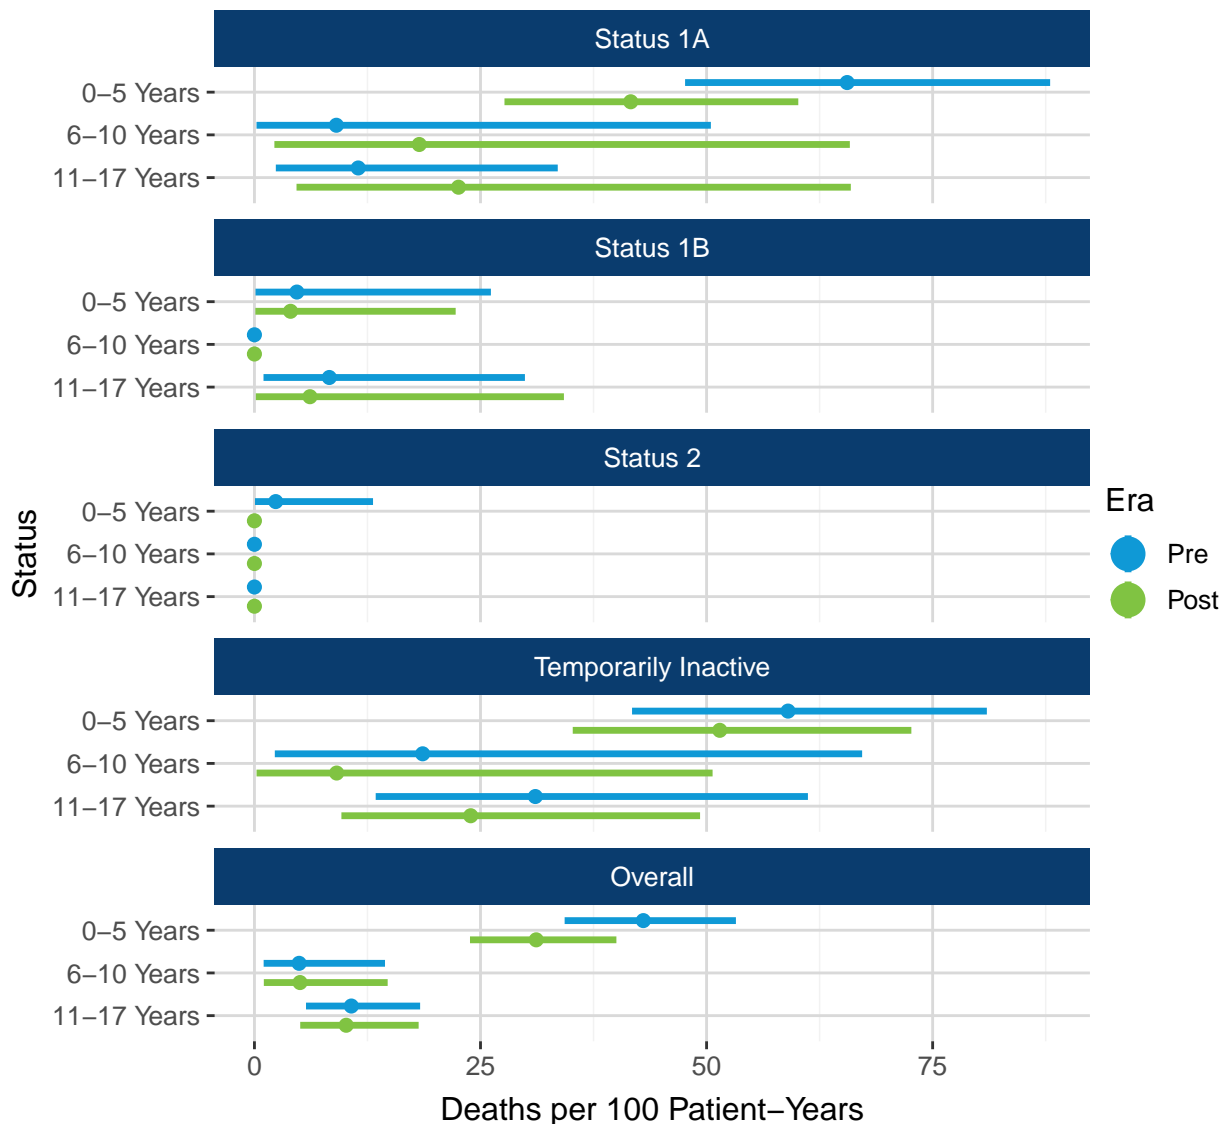 Status 1A
0–5 Years
6–10 Years
11–17 Years
Status 1B
0–5 Years
6–10 Years
11–17 Years
Status 2
0–5 Years
6–10 Years
11–17 Years
Temporarily Inactive
0–5 Years
6–10 Years
11–17 Years
Overall
0–5 Years
6–10 Years
11–17 Years
0 25 50 75
Deaths per 100 Patient–Years
Status
Era
Pre
Post